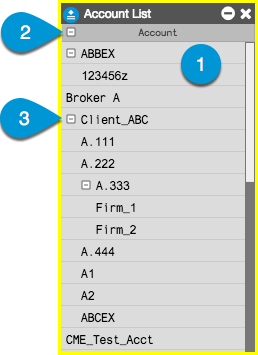 Account List
2
Account
ABBEX
1
123456z
Broker A
3
Client_ABC
A.111
A.222
A.333
Firm_1
Firm_2
A.444
A1
A2
ABCEX
CME_Test_Acct